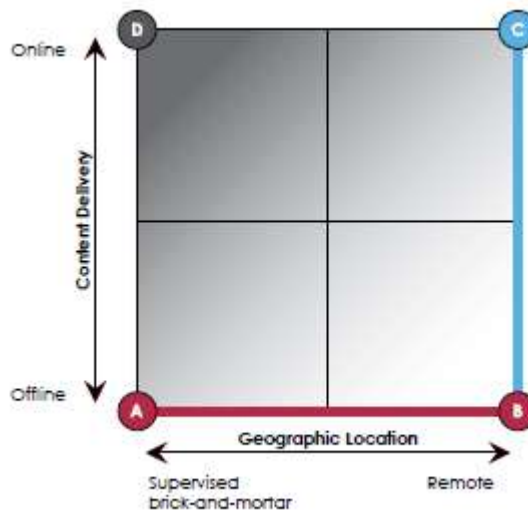 D
C
Online
Content Delivery
Offline
A
B
Geographic Location
Supervised
brick-and-mortar
Remote